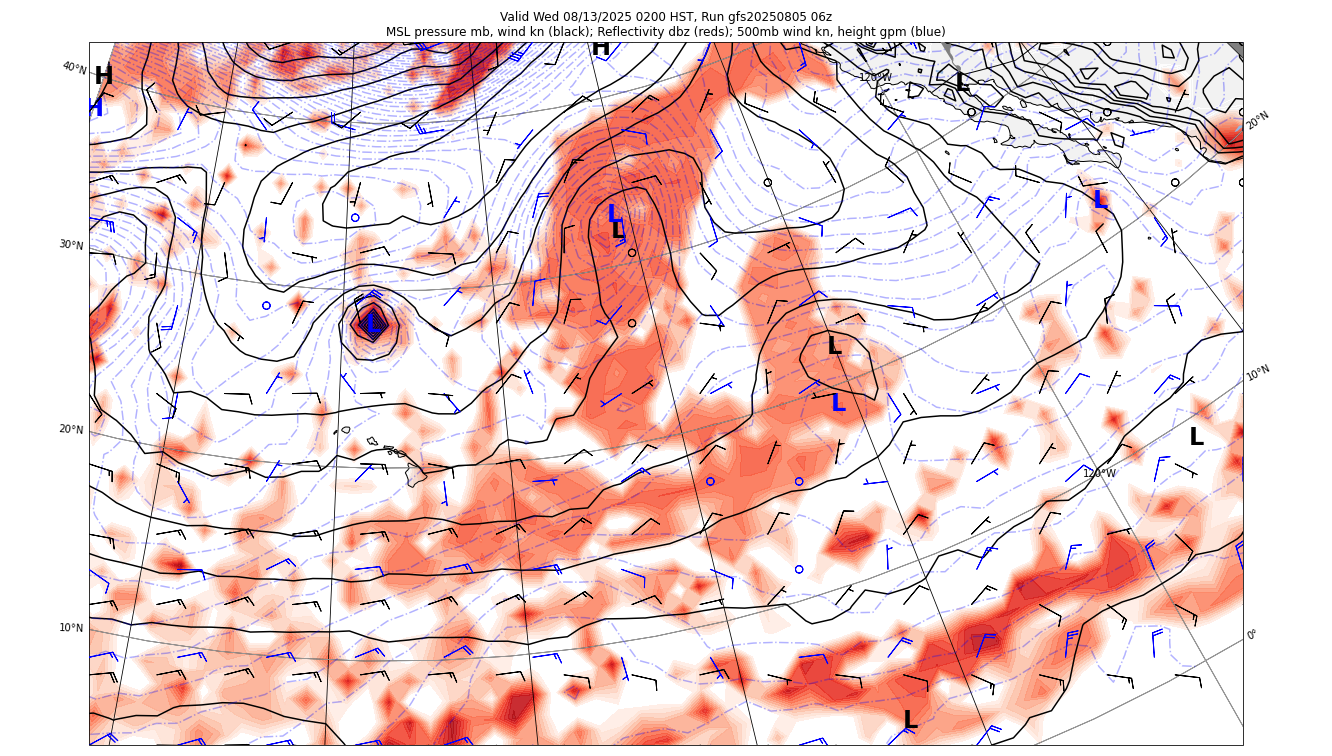 Valid Wed 08/13/2025 0200 HST, Run gfs20250805 06z
MSL pressure mb, wind kn (black); Reflectivity dbz (reds); 500mb wind kn, height gpm (blue)
H
40°N
H
120°W
L
H
20°N
L
L
L
30°N
L
L
10°N
L
20°N
L
120°W
10°N
0°
L